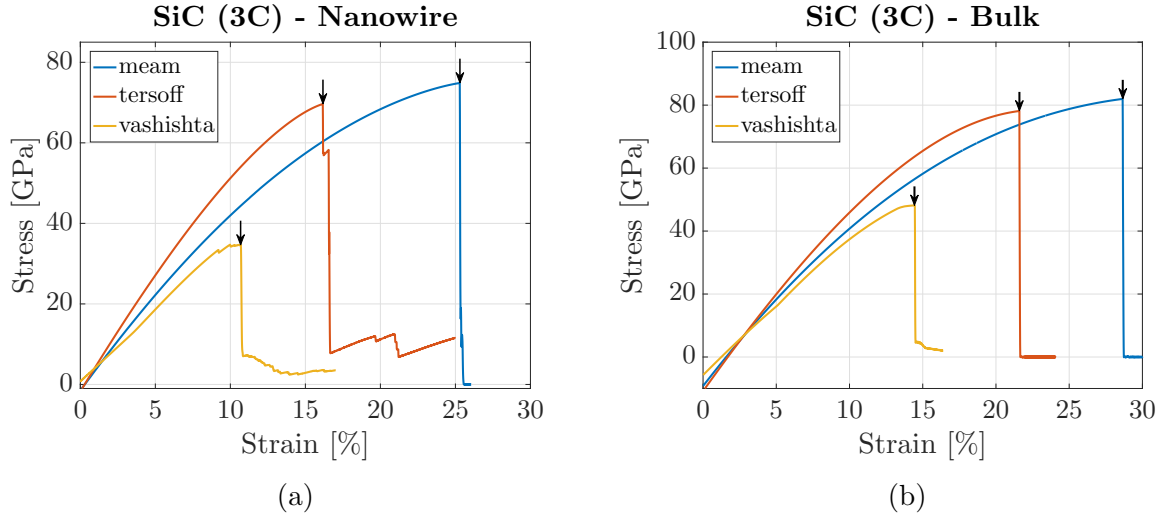 SiC (3C) - Nanowire
80
60
40
20
0
Stress [GPa]
meam
tersoff
vashishta
0 5 10 15 20 25 30
Strain [%]
(a)
SiC (3C) - Bulk
100
80
60
40
20
0
Stress [GPa]
meam
tersoff
vashishta
0 5 10 15 20 25 30
Strain [%]
(b)